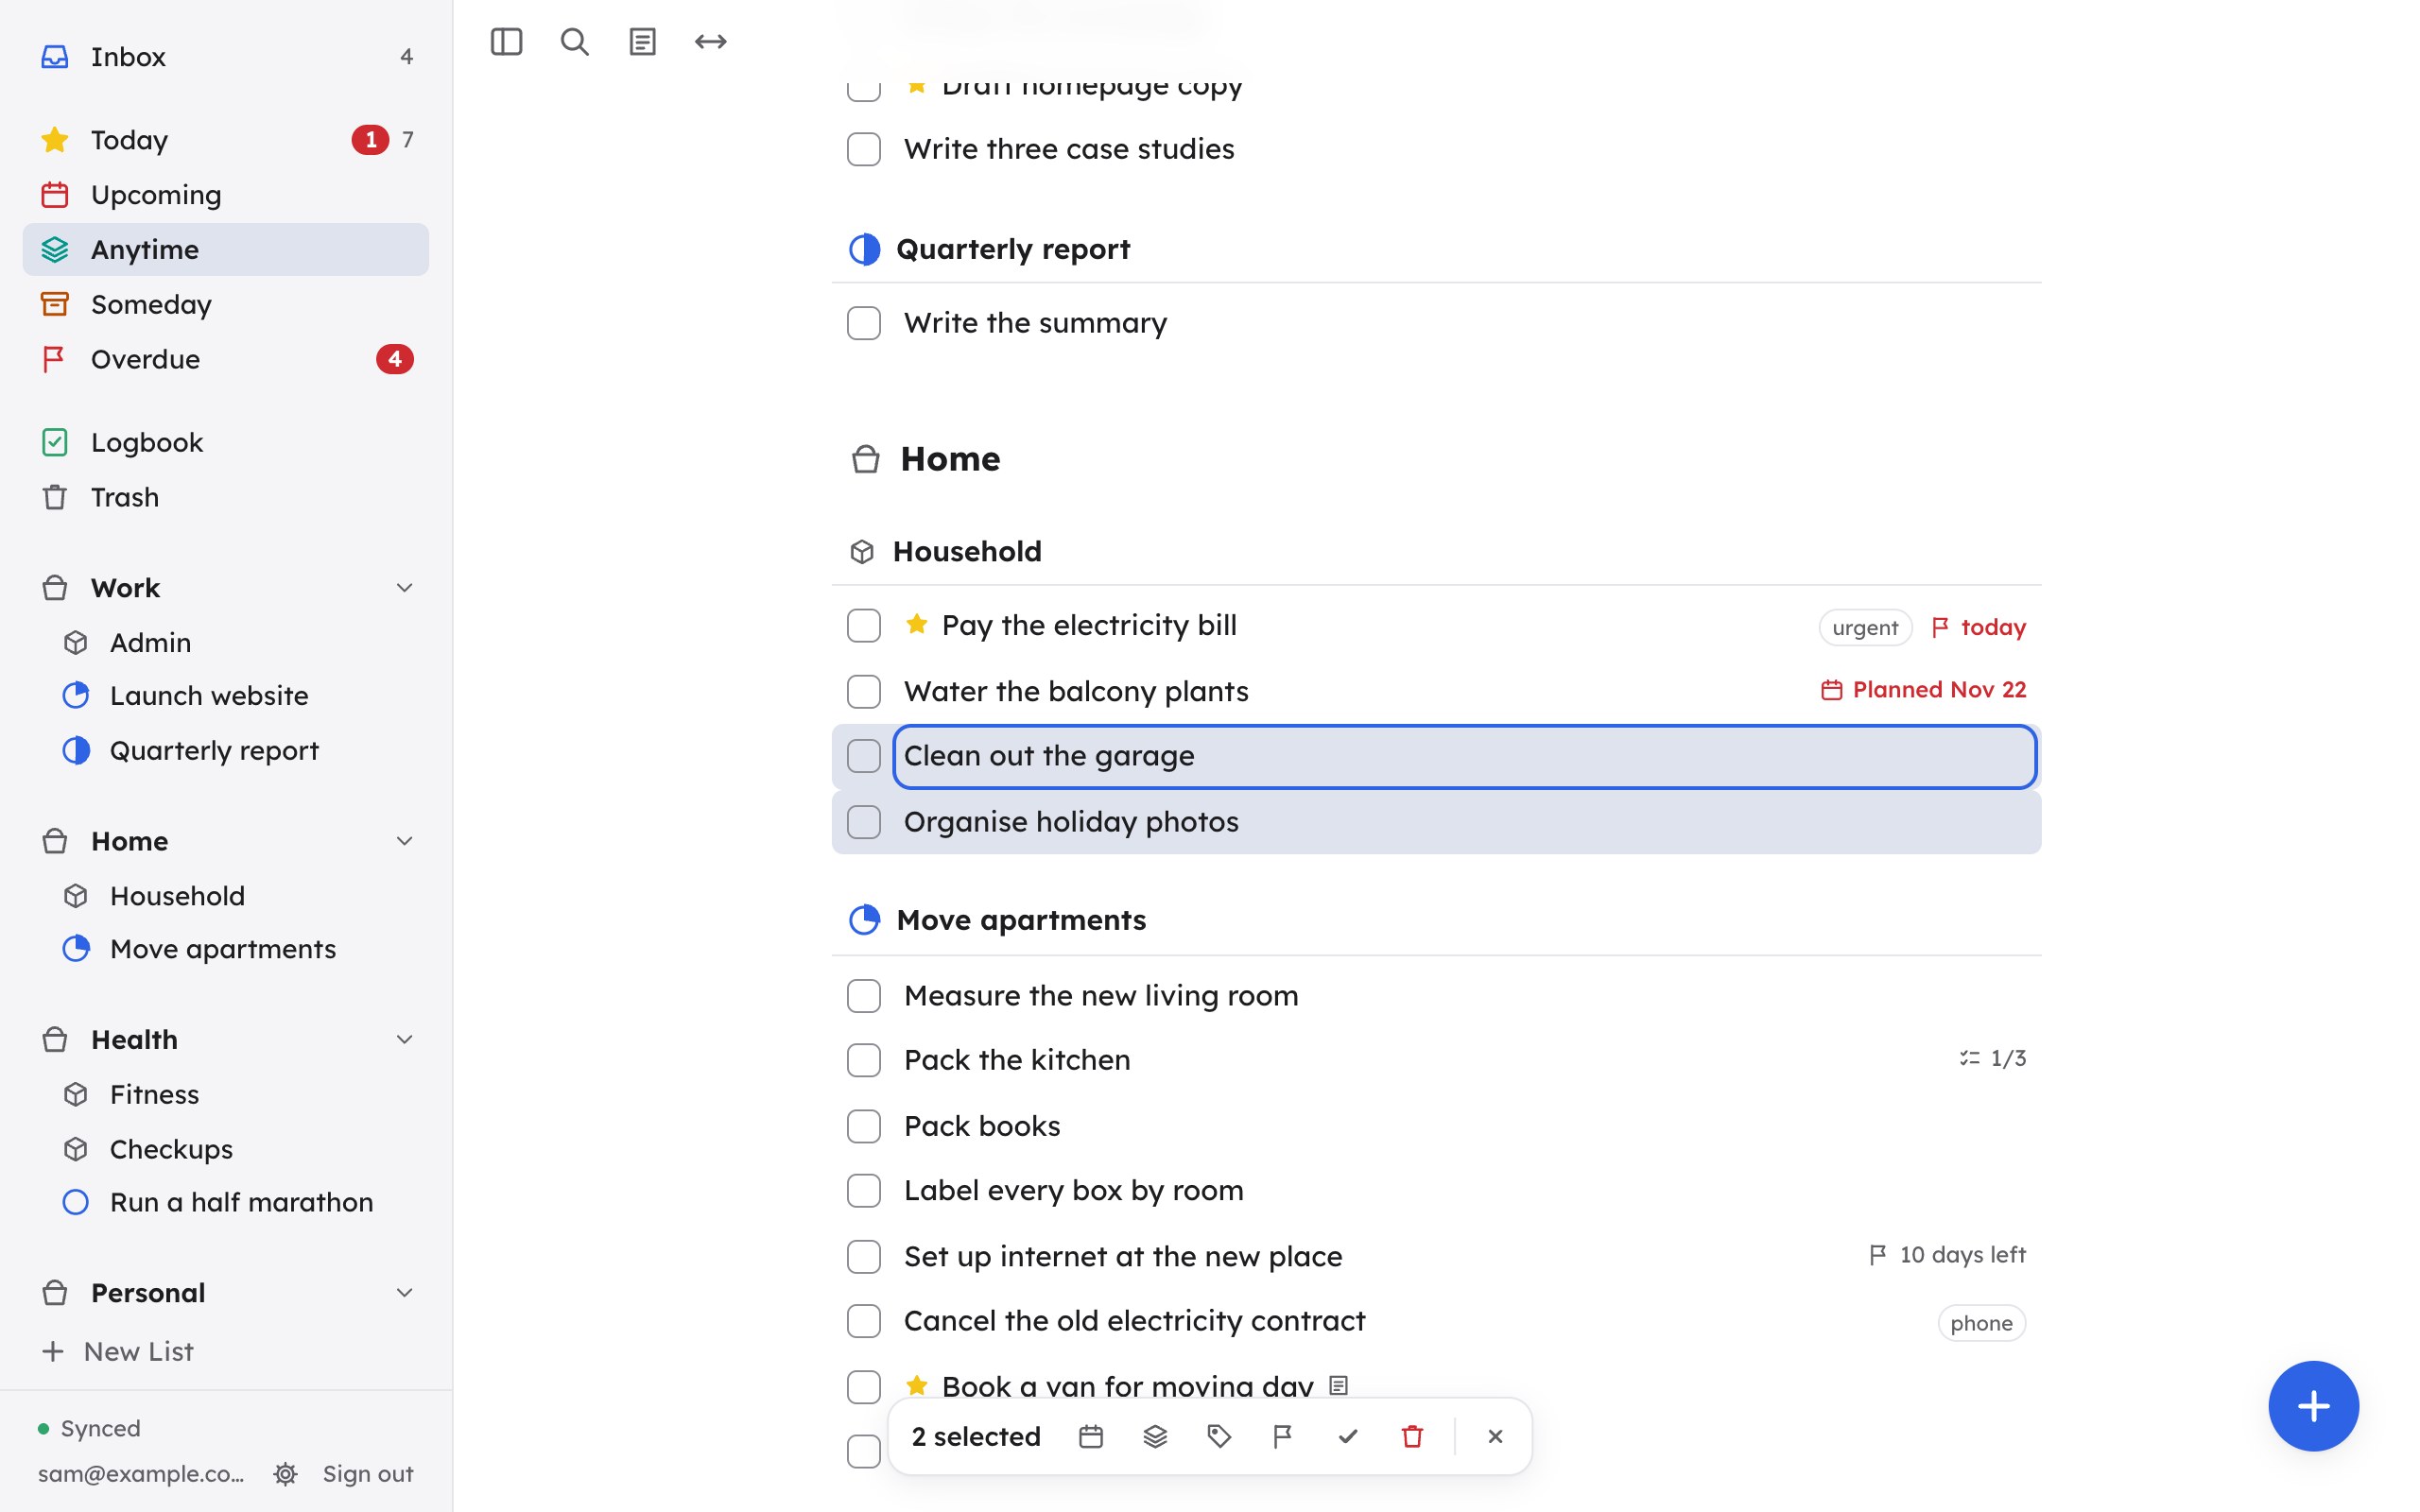 Inbox 4
Today 1 7
Upcoming
Anytime
Someday
Overdue 4
Logbook
Trash
Work
Admin
Launch website
Quarterly report
Home
Household
Move apartments
Health
Fitness
Checkups
Run a half marathon
Personal
New List
Synced
sam@example.co...
Sign out
Draft homepage copy
Write three case studies
Quarterly report
Write the summary
Home
Household
Pay the electricity bill urgent today
Water the balcony plants Planned Nov 22
Clean out the garage
Organise holiday photos
Move apartments
Measure the new living room
Pack the kitchen 1/3
Pack books
Label every box by room
Set up internet at the new place 10 days left
Cancel the old electricity contract phone
Book a van for moving day
2 selected